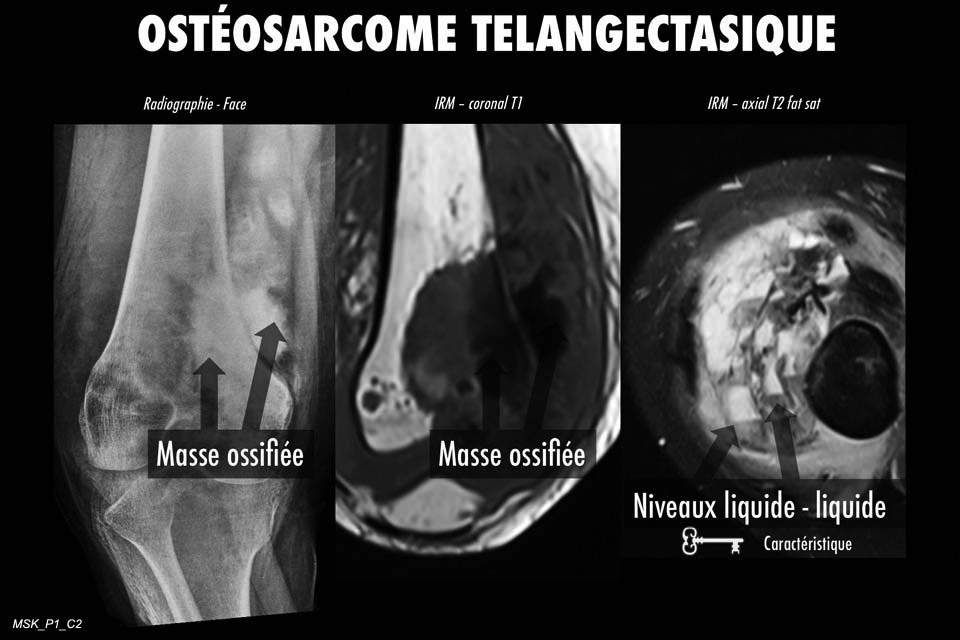 OSTÉOSARCOME TELANGECTASIQUE
Radiographie - Face
IRM – coronal T1
IRM – axial T2 fat sat
Masse ossifiée
Masse ossifiée
Niveaux liquide - liquide
Caractéristique
MSK_P1_C2